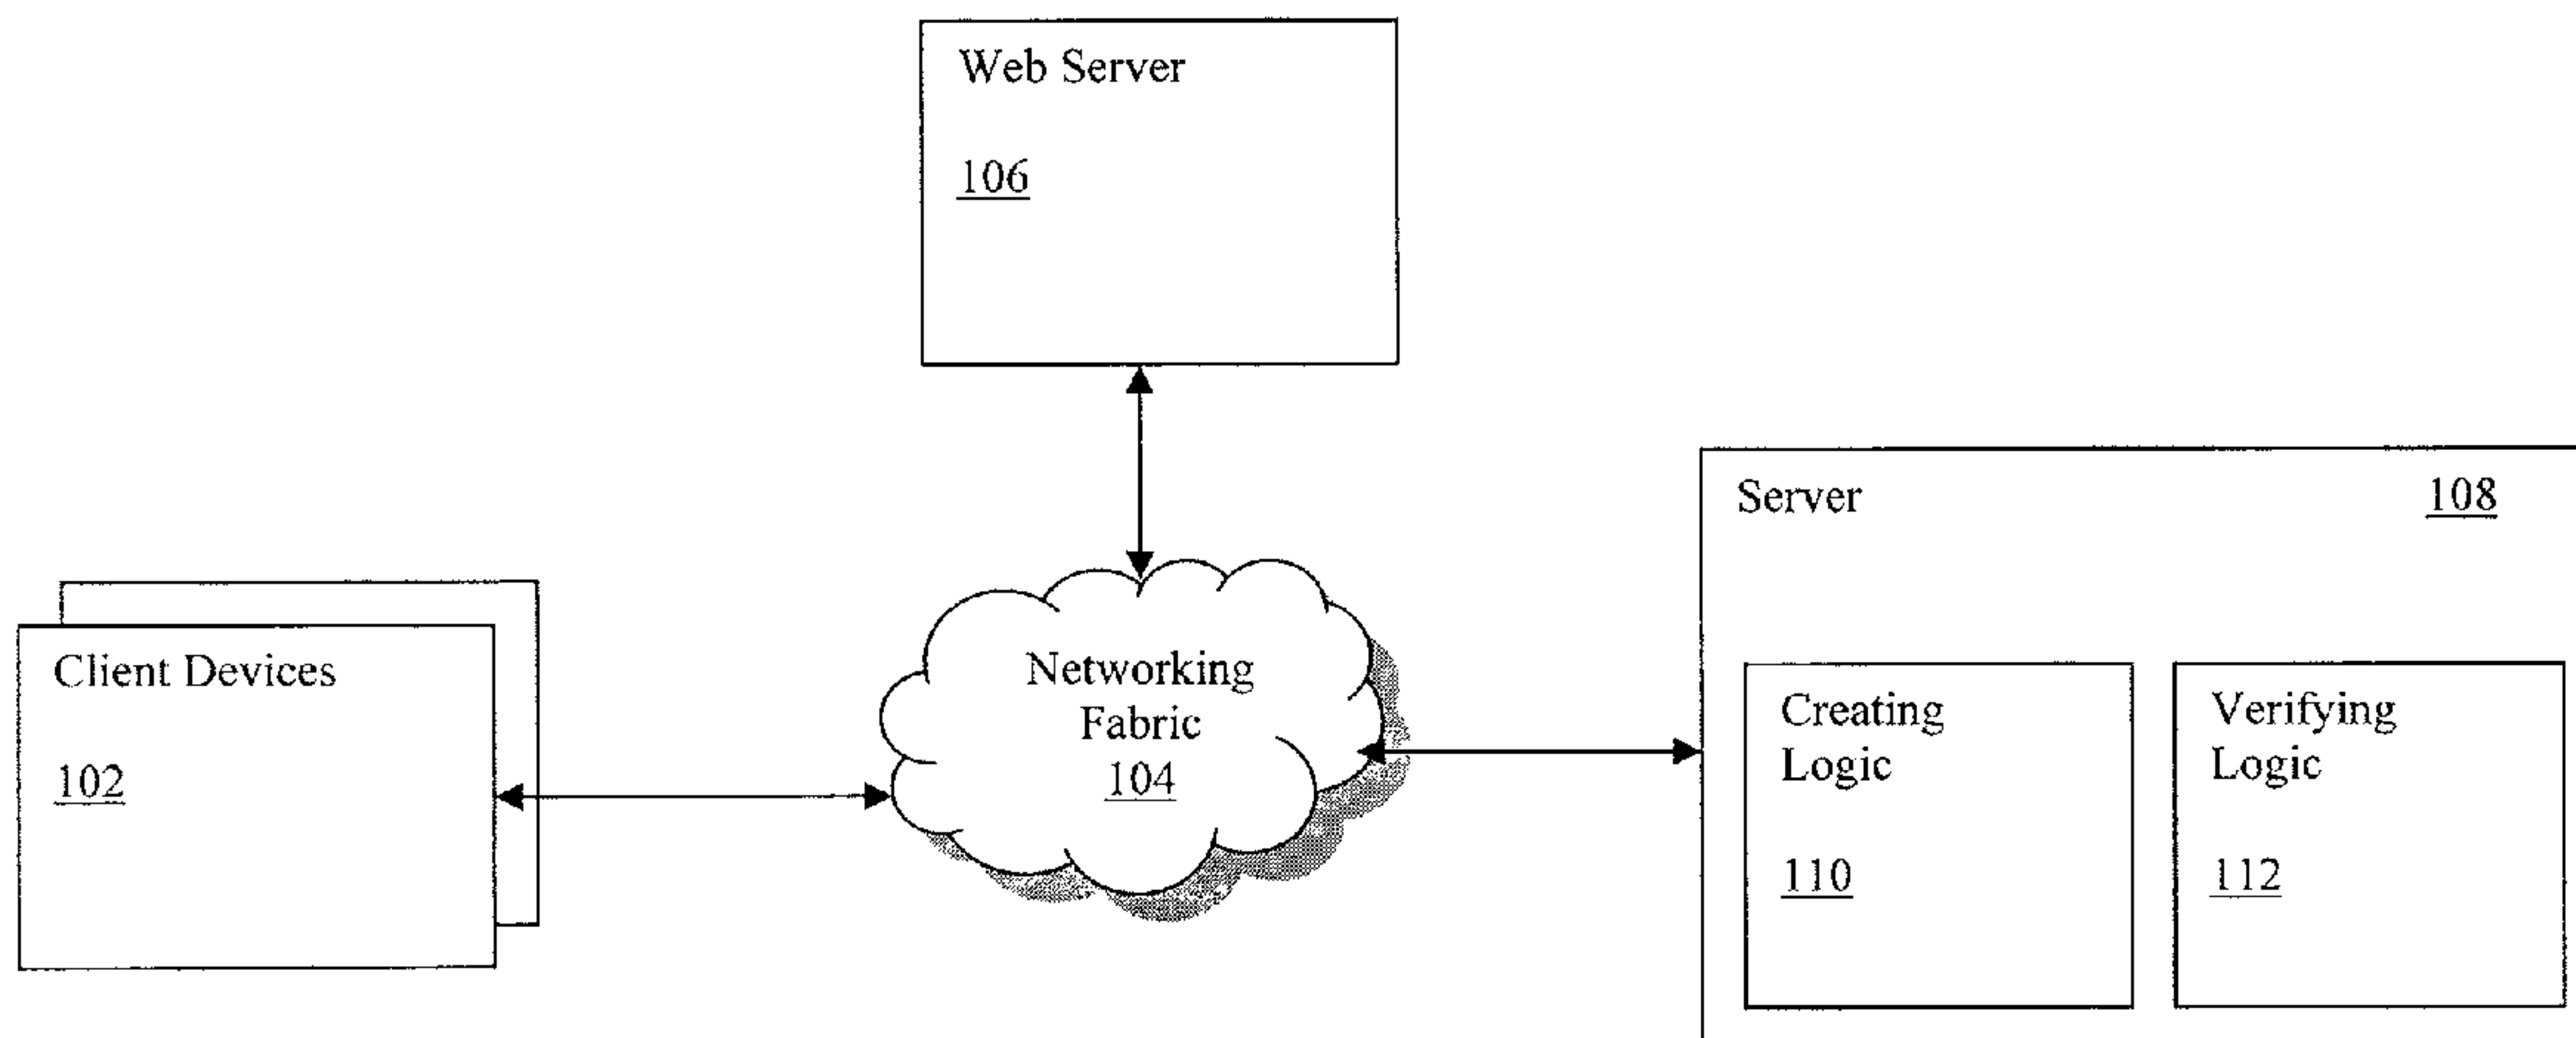 Web Server
106
Server
108
Client Devices
102
Networking
Fabric
104
Creating
Logic
110
Verifying
Logic
112